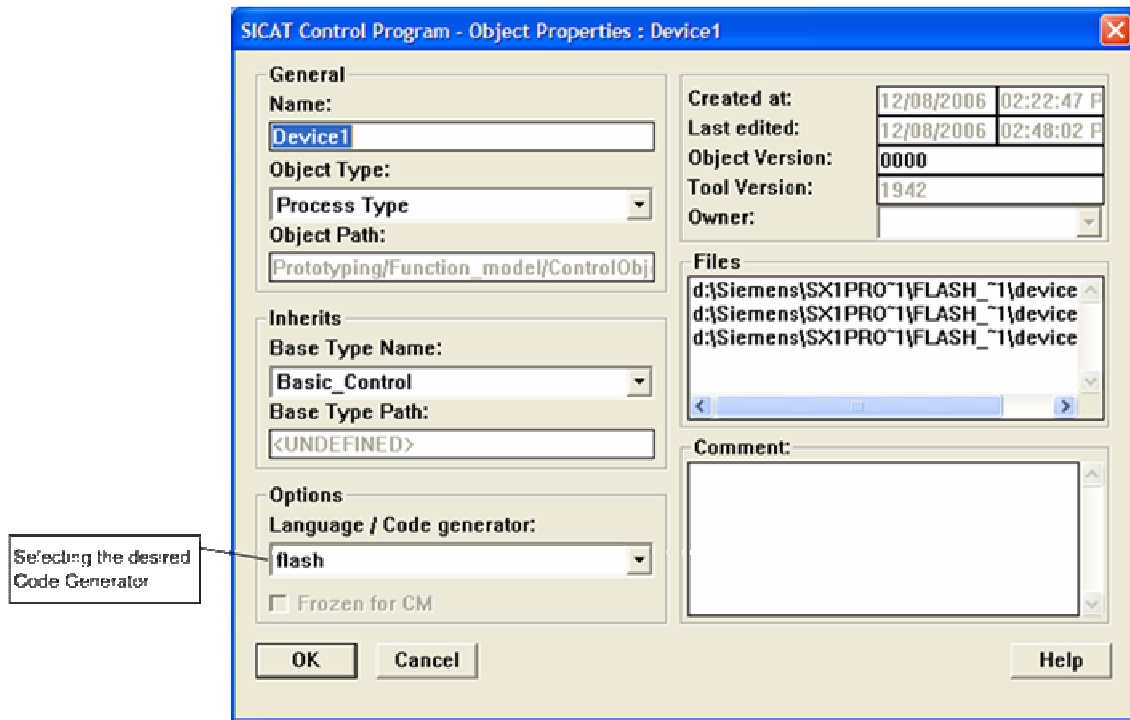 SICAT Control Program - Object Properties : Device1
General
Name:
Device1
Object Type:
Process Type
Object Path:
Prototyping/Function_model/ControlObj
Inherits
Base Type Name:
Basic_Control
Base Type Path:
<UNDEFINED>
Options
Language / Code generator:
flash
Frozen for CM
OK
Cancel
Created at:
12/08/2006
02:22:47 P
Last edited:
12/08/2006
02:48:02 P
Object Version:
0000
Tool Version:
1942
Owner:
Files
d:\Siemens\SX1PRO~1\FLASH_~1\device
d:\Siemens\SX1PRO~1\FLASH_~1\device
d:\Siemens\SX1PRO~1\FLASH_~1\device
Comment:
Help
Selecting the desired
Code Generator